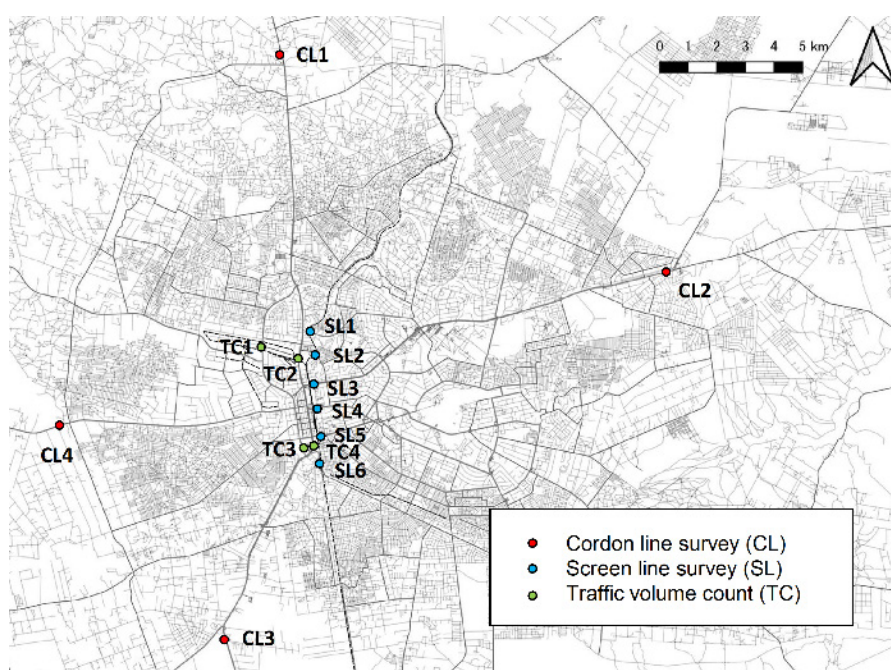 CL1
0 1 2 3 4 5 km
CL2
SL1
TC1
SL2
TC2
SL3
SL4
CL4
SL5
TC3
TC4
SL6
Cordon line survey (CL)
Screen line survey (SL)
Traffic volume count (TC)
CL3